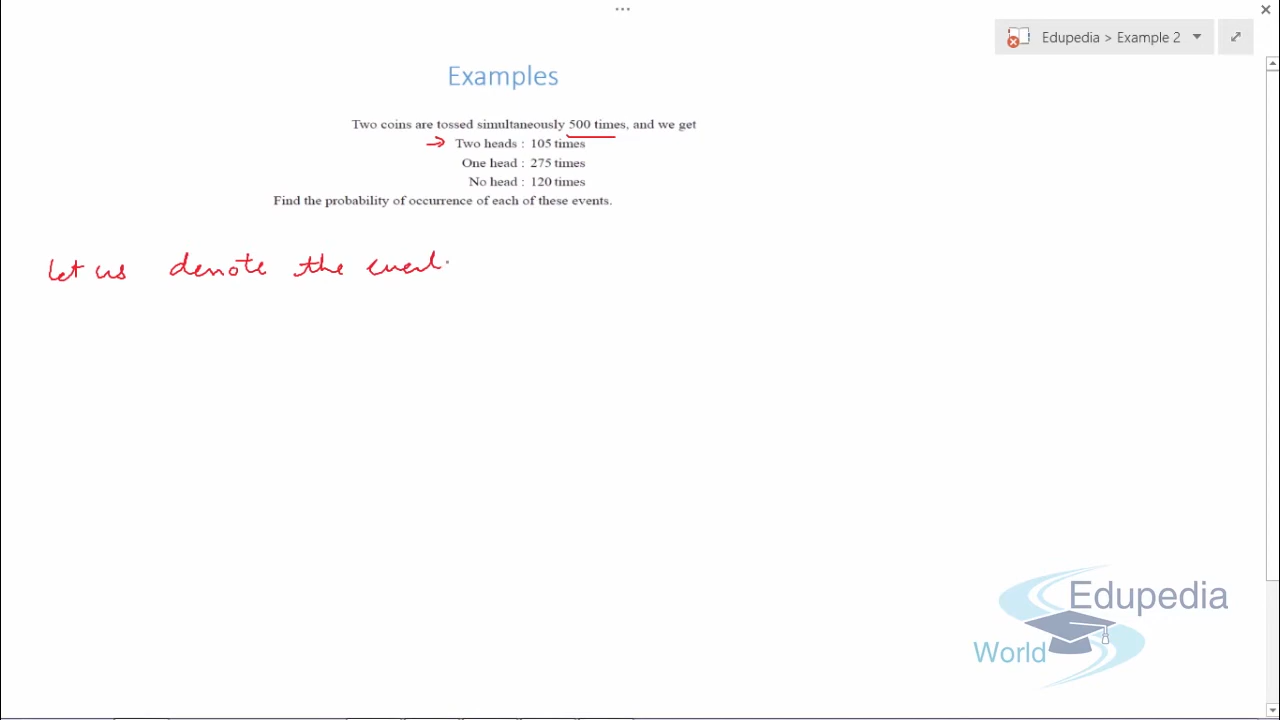 ...
Edupedia > Example 2
Examples
Two coins are tossed simultaneously 500 times, and we get
Two heads : 105 times
One head : 275 times
No head : 120 times
Find the probability of occurrence of each of these events.
let us denote the
Edupedia
World